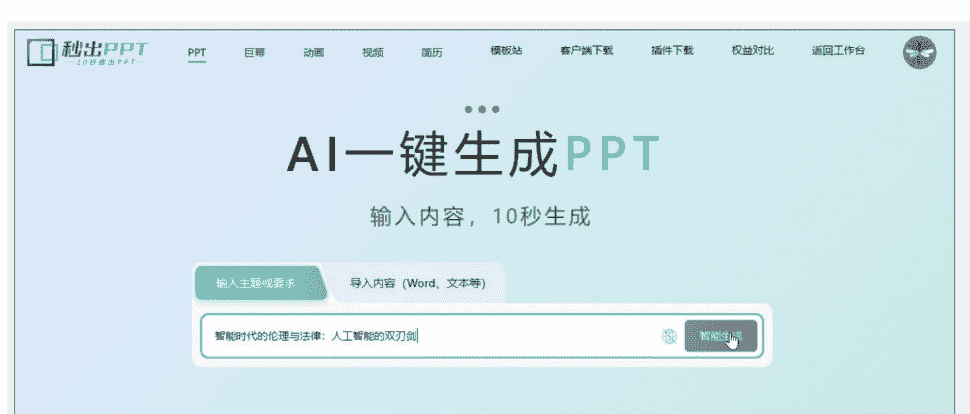 秒出PPT
10秒做出PPT
PPT 巨幕 动画 视频 简历 模板站 客户端下载 插件下载 权益对比 返回工作台
AI一键生成PPT
输入内容，10秒生成
输入主题或要求 导入内容（Word、文本等）
智能时代的伦理与法律：人工智能的双刃剑 智能生成